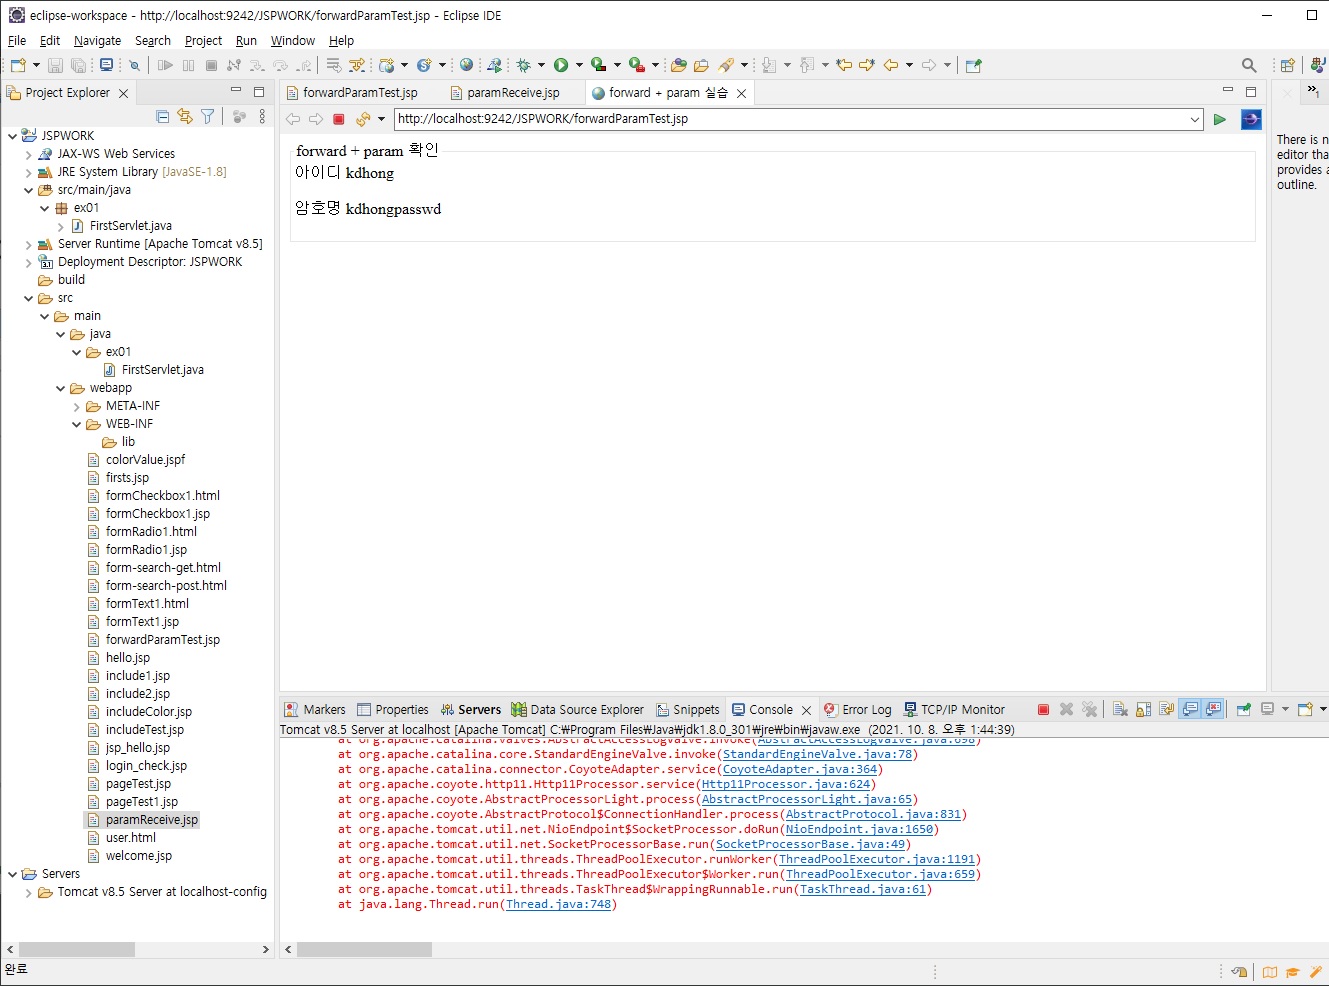 eclipse-workspace - http://localhost:9242/JSPWORK/forwardParamTest.jsp - Eclipse IDE
File Edit Navigate Search Project Run Window Help
Project Explorer
forwardParamTest.jsp paramReceive.jsp forward + param 실습
1
http://localhost:9242/JSPWORK/forwardParamTest.jsp
JSPWORK
JAX-WS Web Services
JRE System Library [JavaSE-1.8]
src/main/java
ex01
FirstServlet.java
Server Runtime [Apache Tomcat v8.5]
3.1 Deployment Descriptor: JSPWORK
build
src
main
java
ex01
FirstServlet.java
webapp
META-INF
WEB-INF
lib
colorValue.jspf
firsts.jsp
formCheckbox1.html
formCheckbox1.jsp
formRadio1.html
formRadio1.jsp
form-search-get.html
form-search-post.html
formText1.html
formText1.jsp
forwardParamTest.jsp
hello.jsp
include1.jsp
include2.jsp
includeColor.jsp
includeTest.jsp
jsp_hello.jsp
login_check.jsp
pageTest.jsp
pageTest1.jsp
paramReceive.jsp
user.html
welcome.jsp
Servers
Tomcat v8.5 Server at localhost-config
forward + param 확인
아이디 kdhong
암호명 kdhongpasswd
There is n
editor tha
provides a
outline.
Markers Properties Servers Data Source Explorer Snippets Console Error Log TCP/IP Monitor
Tomcat v8.5 Server at localhost [Apache Tomcat] C:₩Program Files₩Java₩jdk1.8.0_301₩jre₩bin₩javaw.exe (2021. 10. 8. 오후 1:44:39)
at org.apache.catalina.valves.AbstractAccessLogValve.invoke(AbstractAccessLogValve.java:698)
at org.apache.catalina.core.StandardEngineValve.invoke(StandardEngineValve.java:78)
at org.apache.catalina.connector.CoyoteAdapter.service(CoyoteAdapter.java:364)
at org.apache.coyote.http11.Http11Processor.service(Http11Processor.java:624)
at org.apache.coyote.AbstractProcessorLight.process(AbstractProcessorLight.java:65)
at org.apache.coyote.AbstractProtocol$ConnectionHandler.process(AbstractProtocol.java:831)
at org.apache.tomcat.util.net.NioEndpoint$SocketProcessor.doRun(NioEndpoint.java:1650)
at org.apache.tomcat.util.net.SocketProcessorBase.run(SocketProcessorBase.java:49)
at org.apache.tomcat.util.threads.ThreadPoolExecutor.runWorker(ThreadPoolExecutor.java:1191)
at org.apache.tomcat.util.threads.ThreadPoolExecutor$Worker.run(ThreadPoolExecutor.java:659)
at org.apache.tomcat.util.threads.TaskThread$WrappingRunnable.run(TaskThread.java:61)
at java.lang.Thread.run(Thread.java:748)
완료